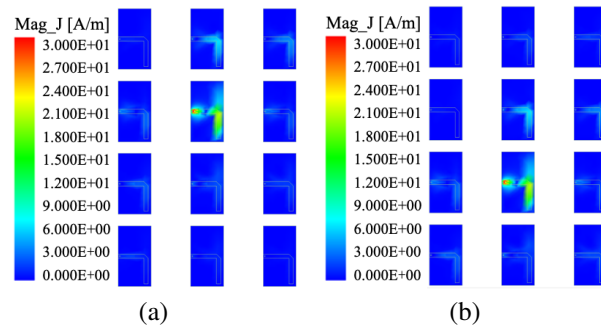 Mag_J [A/m]
3.000E+01
2.700E+01
2.400E+01
2.100E+01
1.800E+01
1.500E+01
1.201E+01
9.000E+00
6.000E+00
3.000E+00
0.000E+00
(a)
Mag_J [A/m]
3.000E+01
2.700E+01
2.400E+01
2.100E+01
1.800E+01
1.500E+01
1.201E+01
9.000E+00
6.000E+00
3.000E+00
0.000E+00
(b)